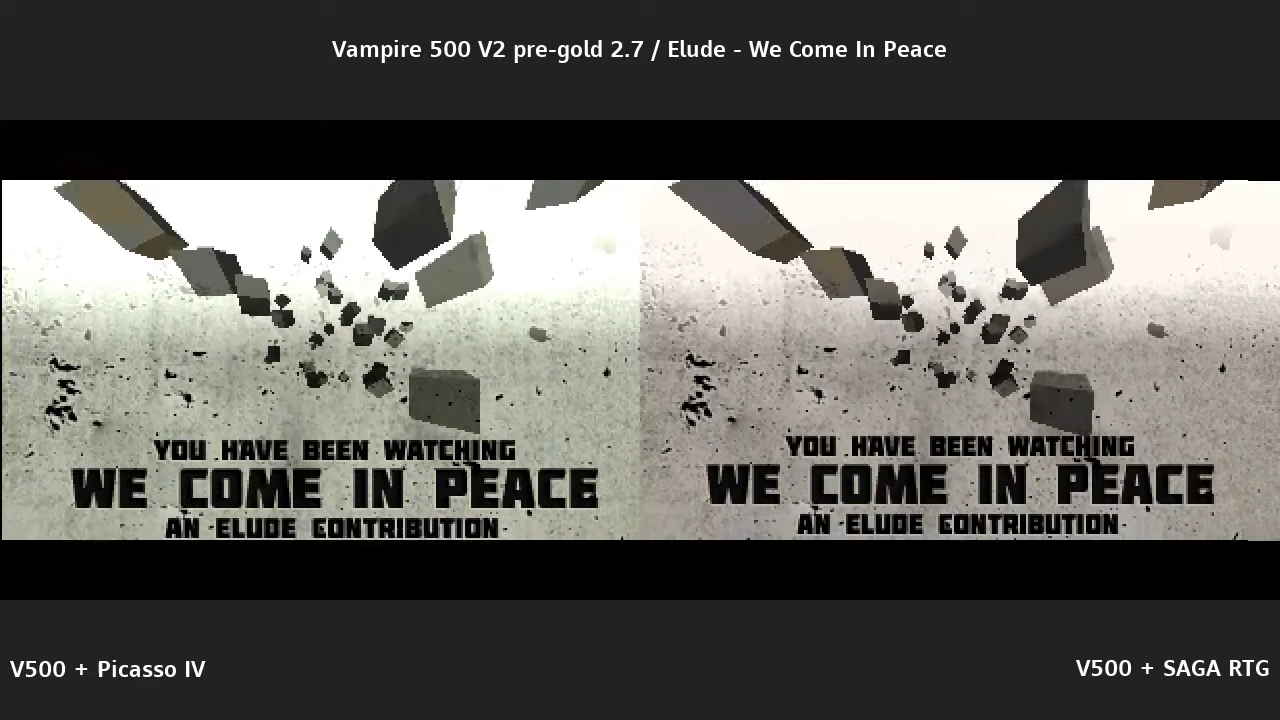 Vampire 500 V2 pre-gold 2.7 / Elude - We Come In Peace
YOU HAVE BEEN WATCHING
WE COME IN PEACE
AN ELUDE CONTRIBUTION
YOU HAVE BEEN WATCHING
WE COME IN PEACE
AN ELUDE CONTRIBUTION
V500 + Picasso IV
V500 + SAGA RTG